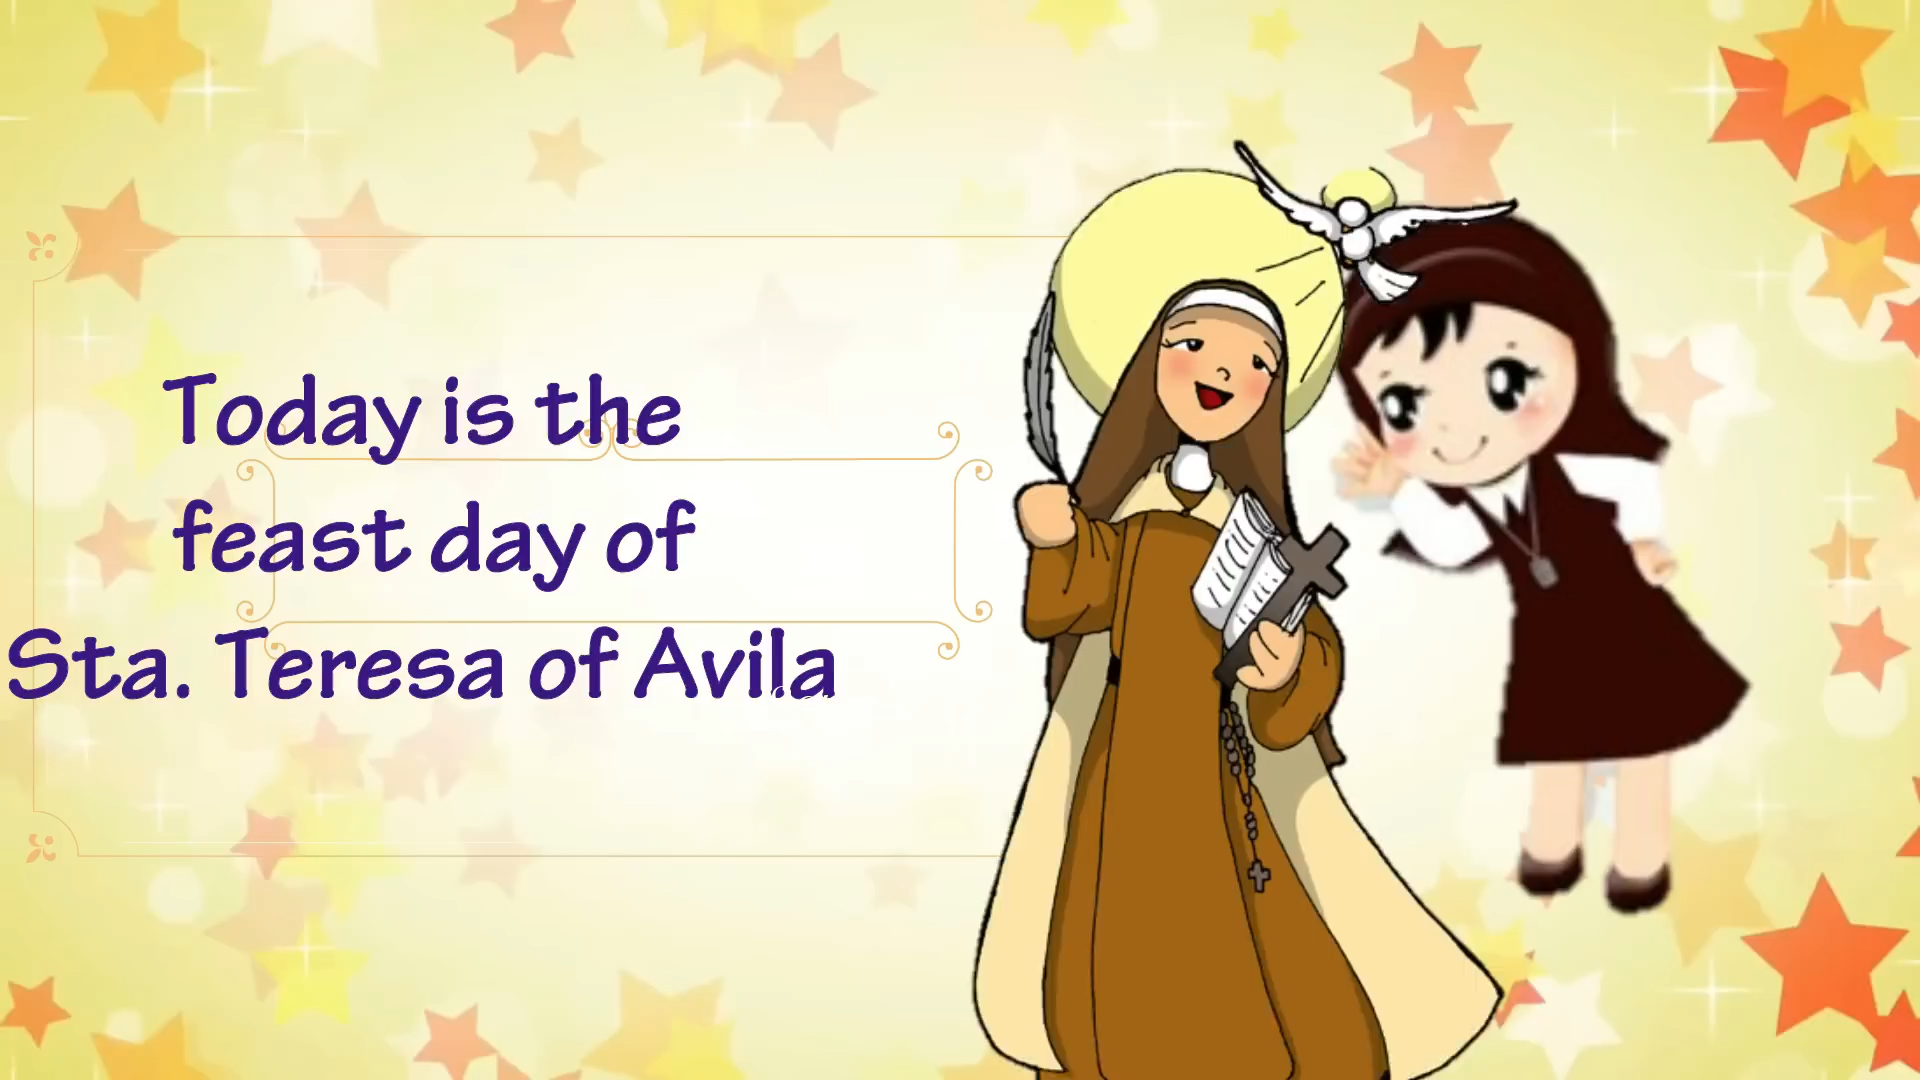 Today is the
feast day of
Sta. Teresa of Avila